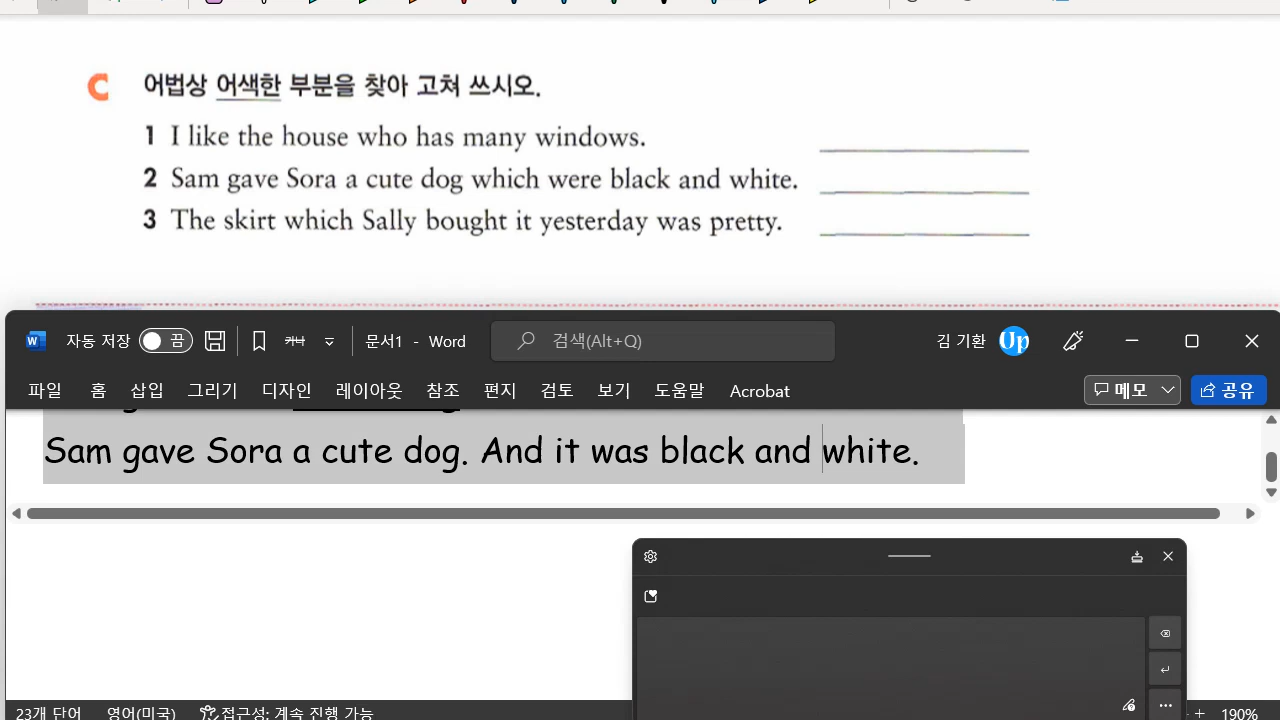 C 어법상 어색한 부분을 찾아 고쳐 쓰시오.
1 I like the house who has many windows.
2 Sam gave Sora a cute dog which were black and white.
3 The skirt which Sally bought it yesterday was pretty.
자동 저장 끔 가나 문서1 - Word 검색(Alt+Q) 김 기환 Up
파일 홈 삽입 그리기 디자인 레이아웃 참조 편지 검토 보기 도움말 Acrobat 메모 공유
Sam gave Sora a cute dog. And it was black and white.
23개 단어 영어(미국) 접근성: 계속 진행 가능 190%